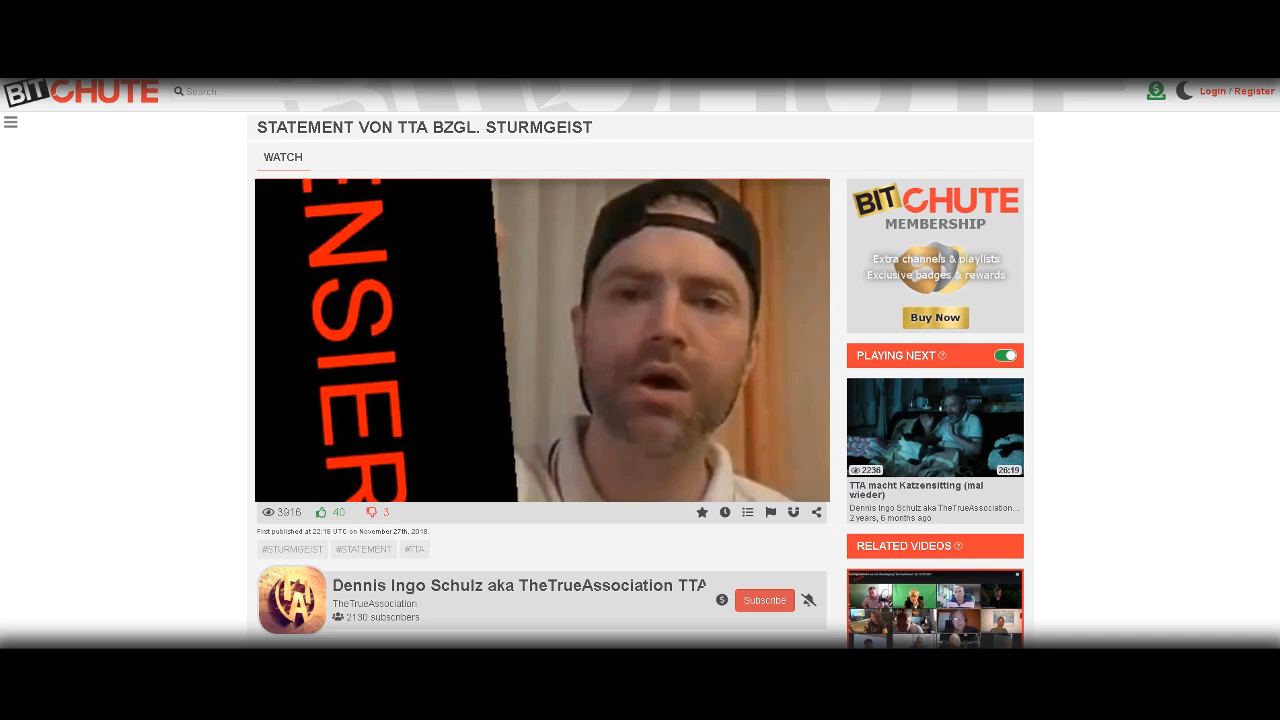 BITCHUTE
Search...
Login / Register
STATEMENT VON TTA BZGL. STURMGEIST
WATCH
ENSIER
BITCHUTE
MEMBERSHIP
Extra channels & playlists
Exclusive badges & rewards
Buy Now
PLAYING NEXT
2236
26:19
TTA macht Katzensitting (mal
wieder)
Dennis Ingo Schulz aka TheTrueAssociation...
2 years, 6 months ago
3916
40
3
First published at 22:18 UTC on November 27th, 2018.
#STURMGEIST
#STATEMENT
#TTA
RELATED VIDEOS
Dennis Ingo Schulz aka TheTrueAssociation TTA
TheTrueAssociation
2130 subscribers
Subscribe